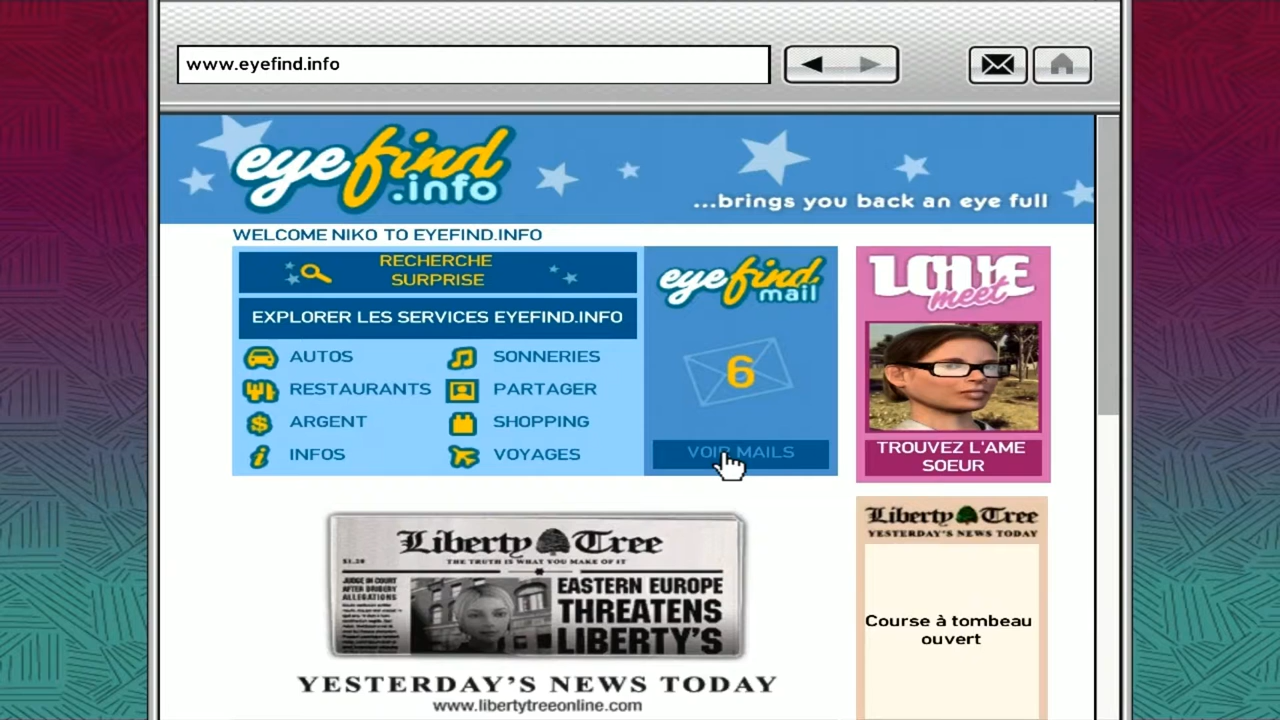 www.eyefind.info
eyefind
.info
...brings you back an eye full
WELCOME NIKO TO EYEFIND.INFO
RECHERCHE
SURPRISE
EXPLORER LES SERVICES EYEFIND.INFO
AUTOS
SONNERIES
RESTAURANTS
PARTAGER
ARGENT
SHOPPING
INFOS
VOYAGES
eyefind
mail
6
VOIR MAILS
LOVE
meet
TROUVEZ L'AME
SOEUR
Liberty Tree
THE TRUTH IS WHAT YOU MAKE OF IT
$1.20
JUDGE IN COURT
AFTER BRIBERY
ALLEGATIONS
EASTERN EUROPE
THREATENS
LIBERTY'S
YESTERDAY'S NEWS TODAY
www.libertytreeonline.com
Liberty Tree
YESTERDAY'S NEWS TODAY
Course à tombeau
ouvert